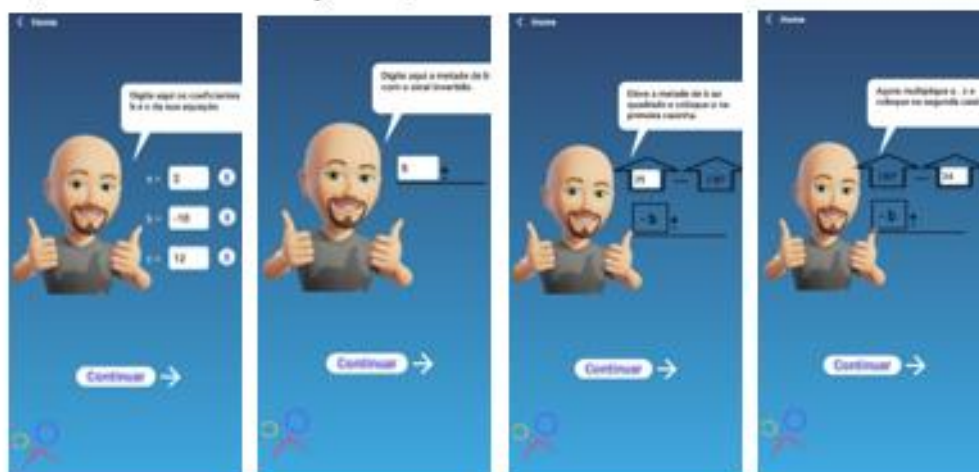 < Home
Digite aqui os coeficientes
b e c da sua equação.
a = 2
b = -10
c = 12
Continuar →
Digite aqui a metade de b
com o sinal invertido.
5
Continuar →
< Home
Eleve a metade de b ao
quadrado e coloque o na
primeira casinha.
25
- b
Continuar →
< Home
Agora multiplique a . c e
coloque na segunda
24
- b
Continuar →